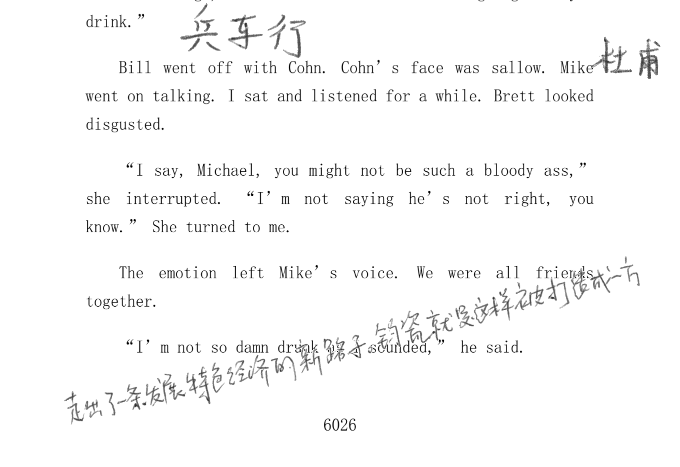 drink.”
兵车行
Bill went off with Cohn. Cohn’s face was sallow. Mike
杜甫
went on talking. I sat and listened for a while. Brett looked
disgusted.
“I say, Michael, you might not be such a bloody ass,”
she interrupted. “I’m not saying he’s not right, you
know.” She turned to me.
The emotion left Mike’s voice. We were all friends
together.
“I’m not so damn drunk as I sounded,” he said.
走出了一条发展特色经济的新路子.钧瓷就是这样被打造成一方
6026